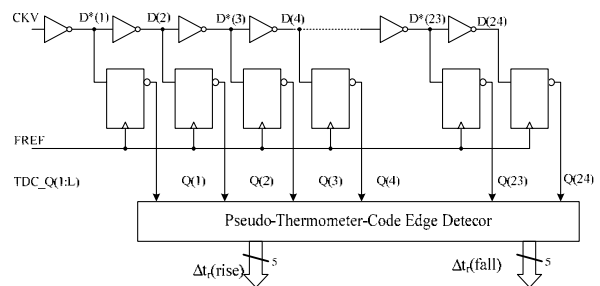 CKV D*(1) D(2) D*(3) D(4) D*(23) D(24)
FREF
TDC_Q(1:L) Q(1) Q(2) Q(3) Q(4) Q(23) Q(24)
Pseudo-Thermometer-Code Edge Detecor
5 5
Δtᵣ(rise) Δtᵣ(fall)